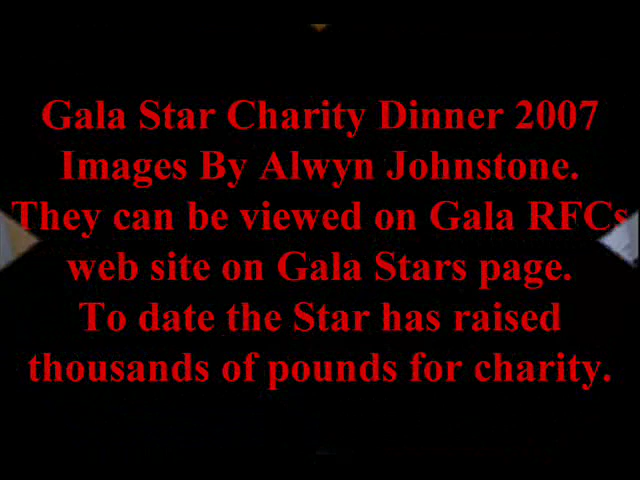 Gala Star Charity Dinner 2007
Images By Alwyn Johnstone.
They can be viewed on Gala RFCs
web site on Gala Stars page.
To date the Star has raised
thousands of pounds for charity.